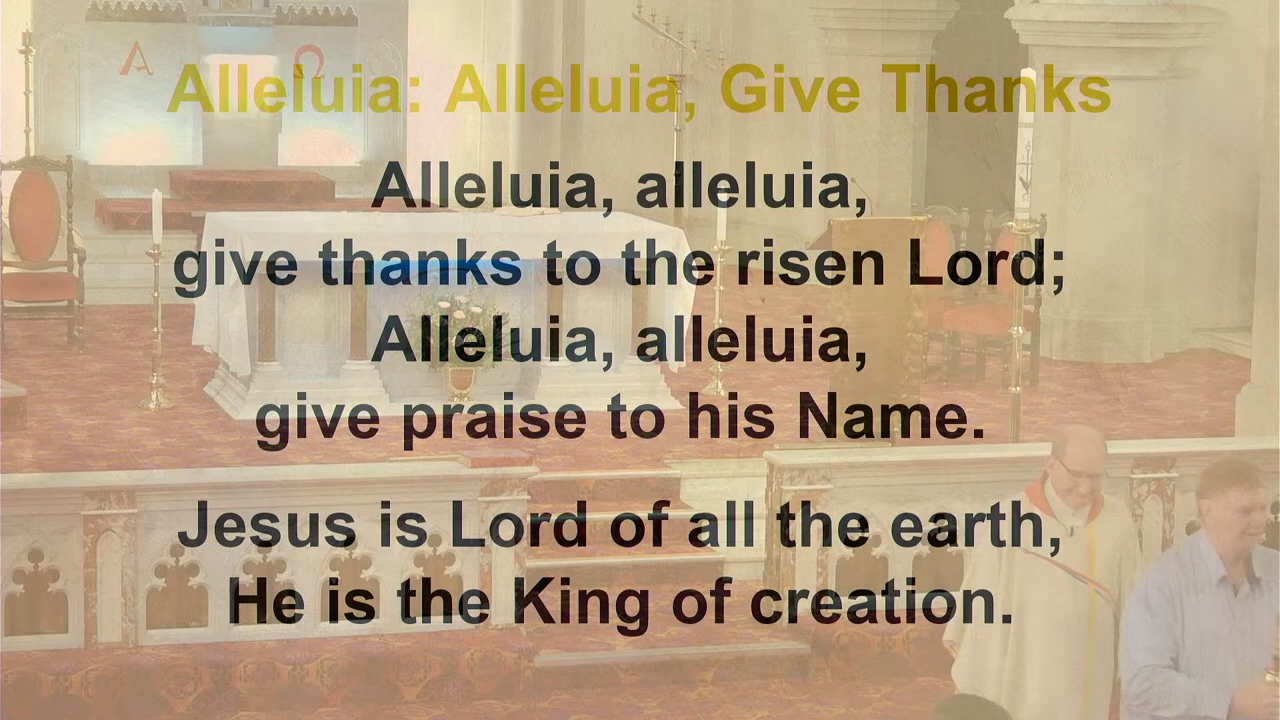 Α Ω
Alleluia: Alleluia, Give Thanks
Alleluia, alleluia,
give thanks to the risen Lord;
Alleluia, alleluia,
give praise to his Name.
Jesus is Lord of all the earth,
He is the King of creation.